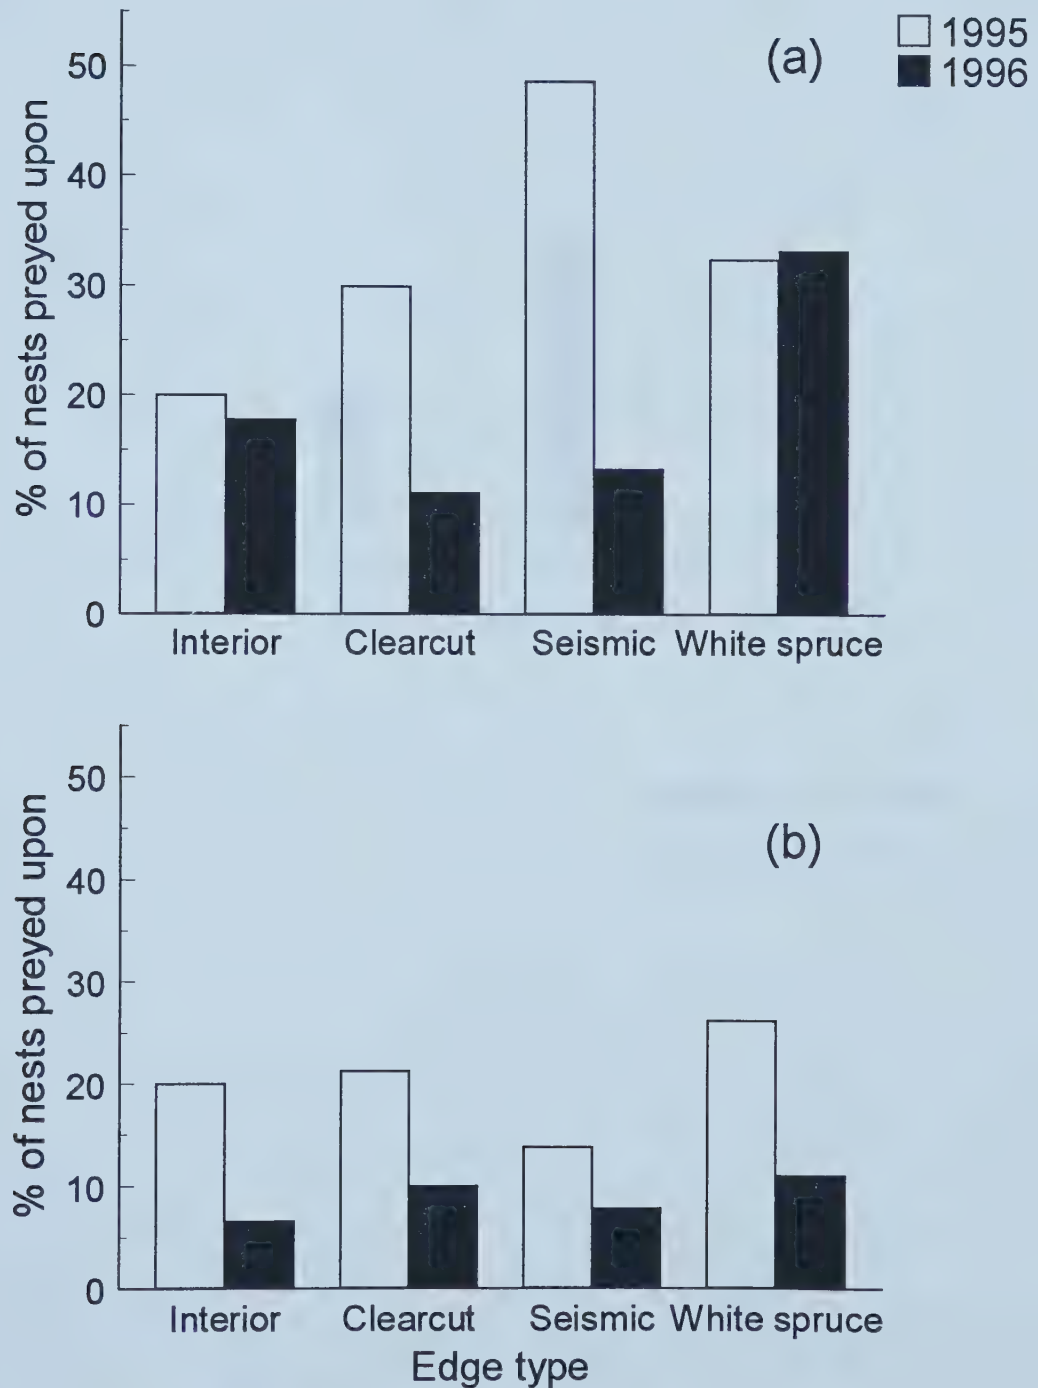 (a)
1995
1996
% of nests preyed upon
50
40
30
20
10
0
Interior Clearcut Seismic White spruce
(b)
% of nests preyed upon
50
40
30
20
10
0
Interior Clearcut Seismic White spruce
Edge type